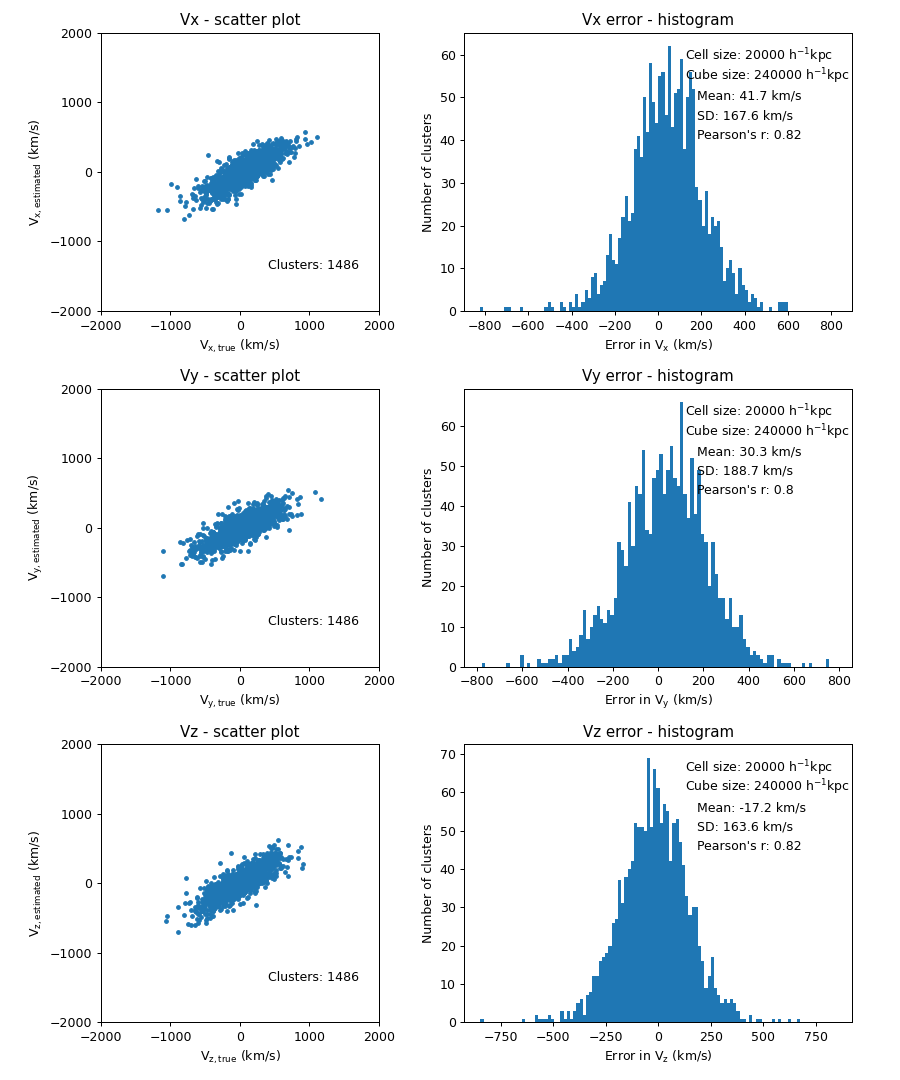 Vx - scatter plot
2000
1000
0
−1000
−2000
V_x, estimated (km/s)
Clusters: 1486
−2000 −1000 0 1000 2000
V_x, true (km/s)
Vx error - histogram
60
50
40
30
20
10
0
Number of clusters
Cell size: 20000 h⁻¹kpc
Cube size: 240000 h⁻¹kpc
Mean: 41.7 km/s
SD: 167.6 km/s
Pearson's r: 0.82
−800 −600 −400 −200 0 200 400 600 800
Error in V_x (km/s)
Vy - scatter plot
2000
1000
0
−1000
−2000
V_y, estimated (km/s)
Clusters: 1486
−2000 −1000 0 1000 2000
V_y, true (km/s)
Vy error - histogram
60
50
40
30
20
10
0
Number of clusters
Cell size: 20000 h⁻¹kpc
Cube size: 240000 h⁻¹kpc
Mean: 30.3 km/s
SD: 188.7 km/s
Pearson's r: 0.8
−800 −600 −400 −200 0 200 400 600 800
Error in V_y (km/s)
Vz - scatter plot
2000
1000
0
−1000
−2000
V_z, estimated (km/s)
Clusters: 1486
−2000 −1000 0 1000 2000
V_z, true (km/s)
Vz error - histogram
70
60
50
40
30
20
10
0
Number of clusters
Cell size: 20000 h⁻¹kpc
Cube size: 240000 h⁻¹kpc
Mean: -17.2 km/s
SD: 163.6 km/s
Pearson's r: 0.82
−750 −500 −250 0 250 500 750
Error in V_z (km/s)